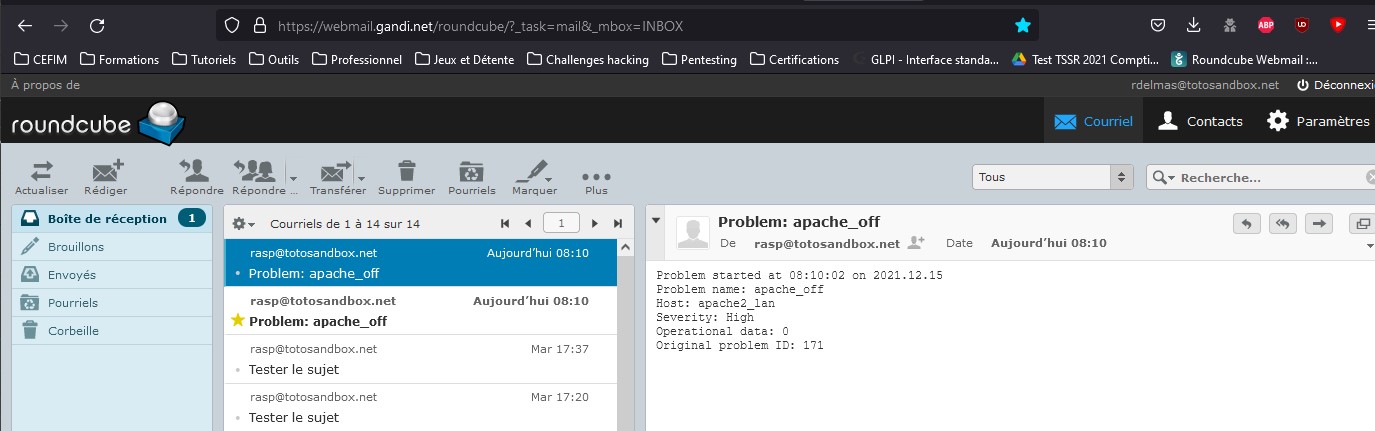 https://webmail.gandi.net/roundcube/?_task=mail&_mbox=INBOX
ABP
CEFIM Formations Tutoriels Outils Professionnel Jeux et Détente Challenges hacking Pentesting Certifications GLPI - Interface standa... Test TSSR 2021 Compti... Roundcube Webmail :...
À propos de rdelmas@totosandbox.net Déconnexi
roundcube Courriel Contacts Paramètres
Actualiser Rédiger Répondre Répondre ... Transférer Supprimer Pourriels Marquer Plus Tous Recherche...
Boîte de réception 1
Brouillons
Envoyés
Pourriels
Corbeille
Courriels de 1 à 14 sur 14 1
rasp@totosandbox.net Aujourd'hui 08:10
Problem: apache_off
rasp@totosandbox.net Aujourd'hui 08:10
Problem: apache_off
rasp@totosandbox.net Mar 17:37
Tester le sujet
rasp@totosandbox.net Mar 17:20
Tester le sujet
Problem: apache_off
De rasp@totosandbox.net Date Aujourd'hui 08:10
Problem started at 08:10:02 on 2021.12.15
Problem name: apache_off
Host: apache2_lan
Severity: High
Operational data: 0
Original problem ID: 171